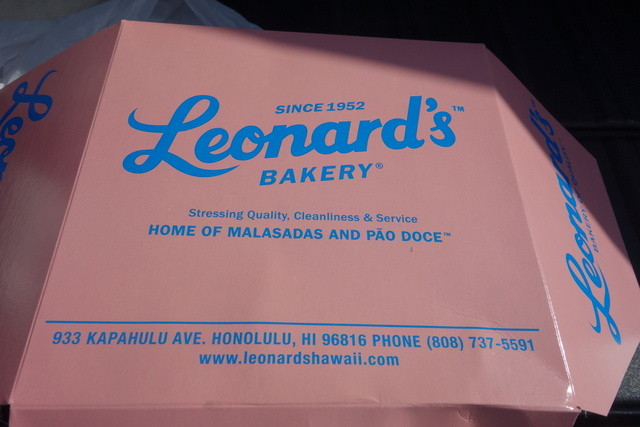 SINCE 1952
Leonard's™
BAKERY®
Stressing Quality, Cleanliness & Service
HOME OF MALASADAS AND PÃO DOCE™
933 KAPAHULU AVE. HONOLULU, HI 96816 PHONE (808) 737-5591
www.leonardshawaii.com
Leonard's